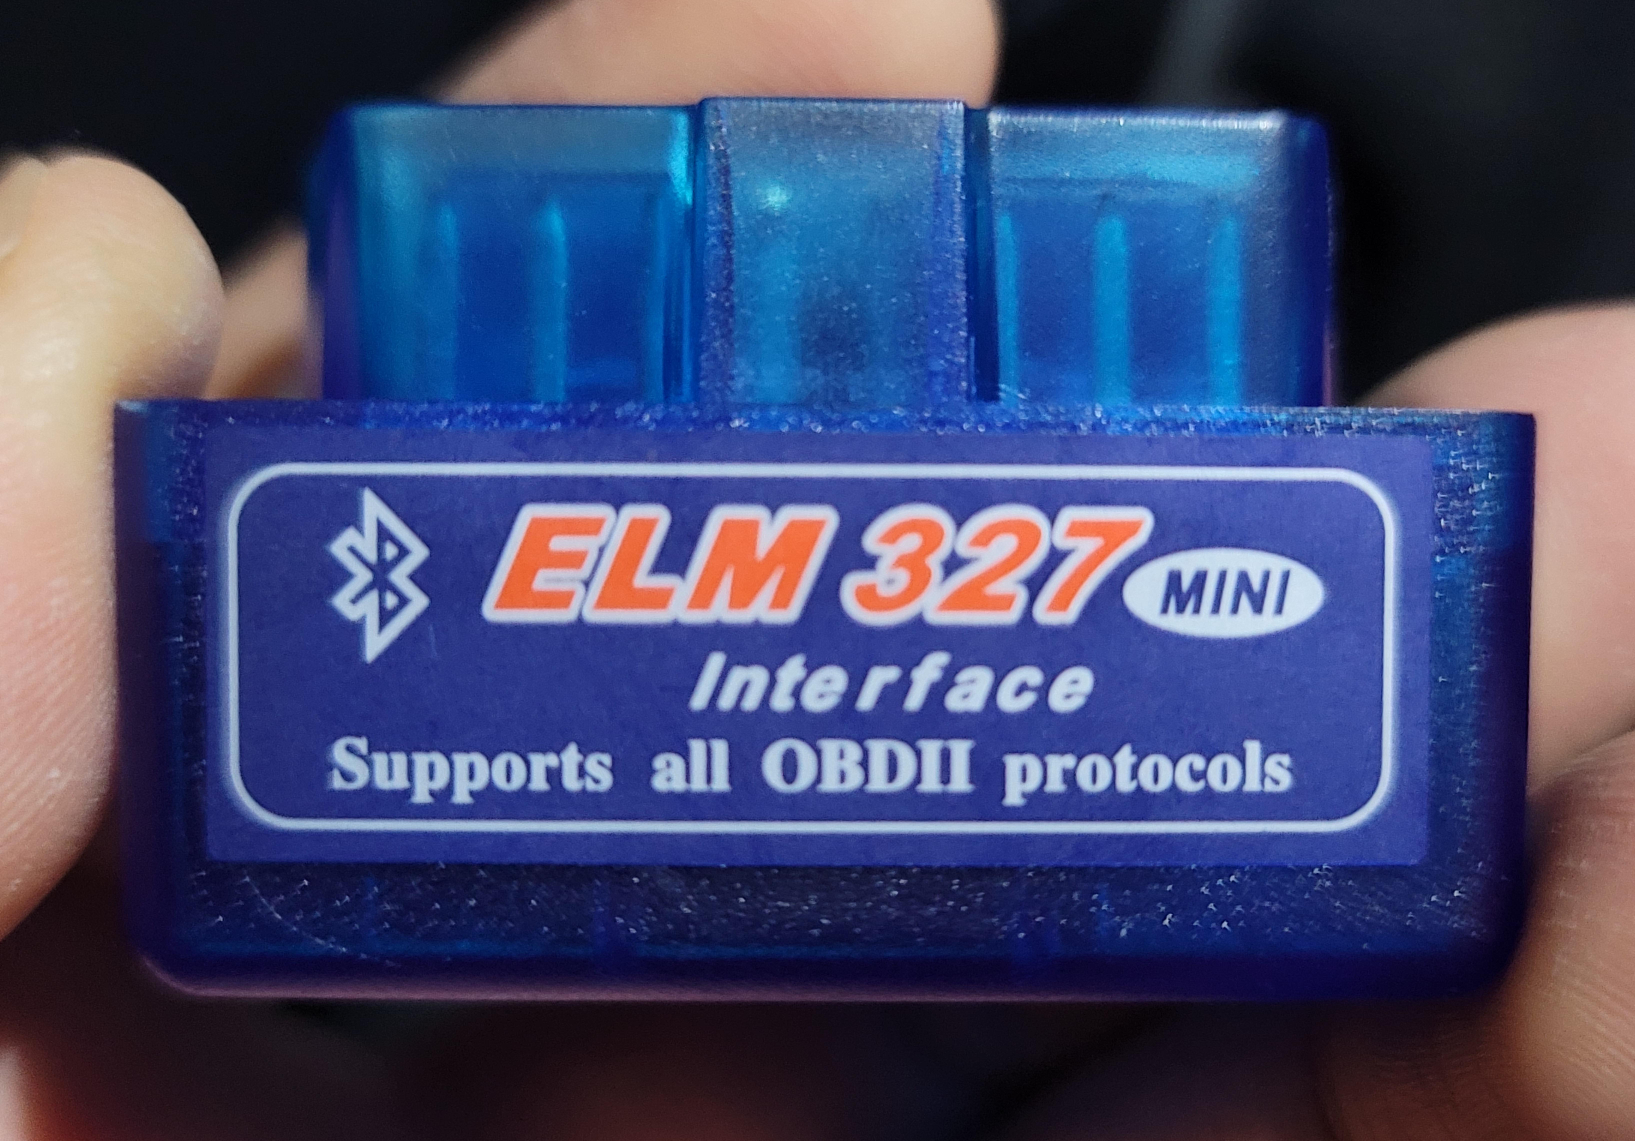 ELM 327 MINI
Interface
Supports all OBDII protocols